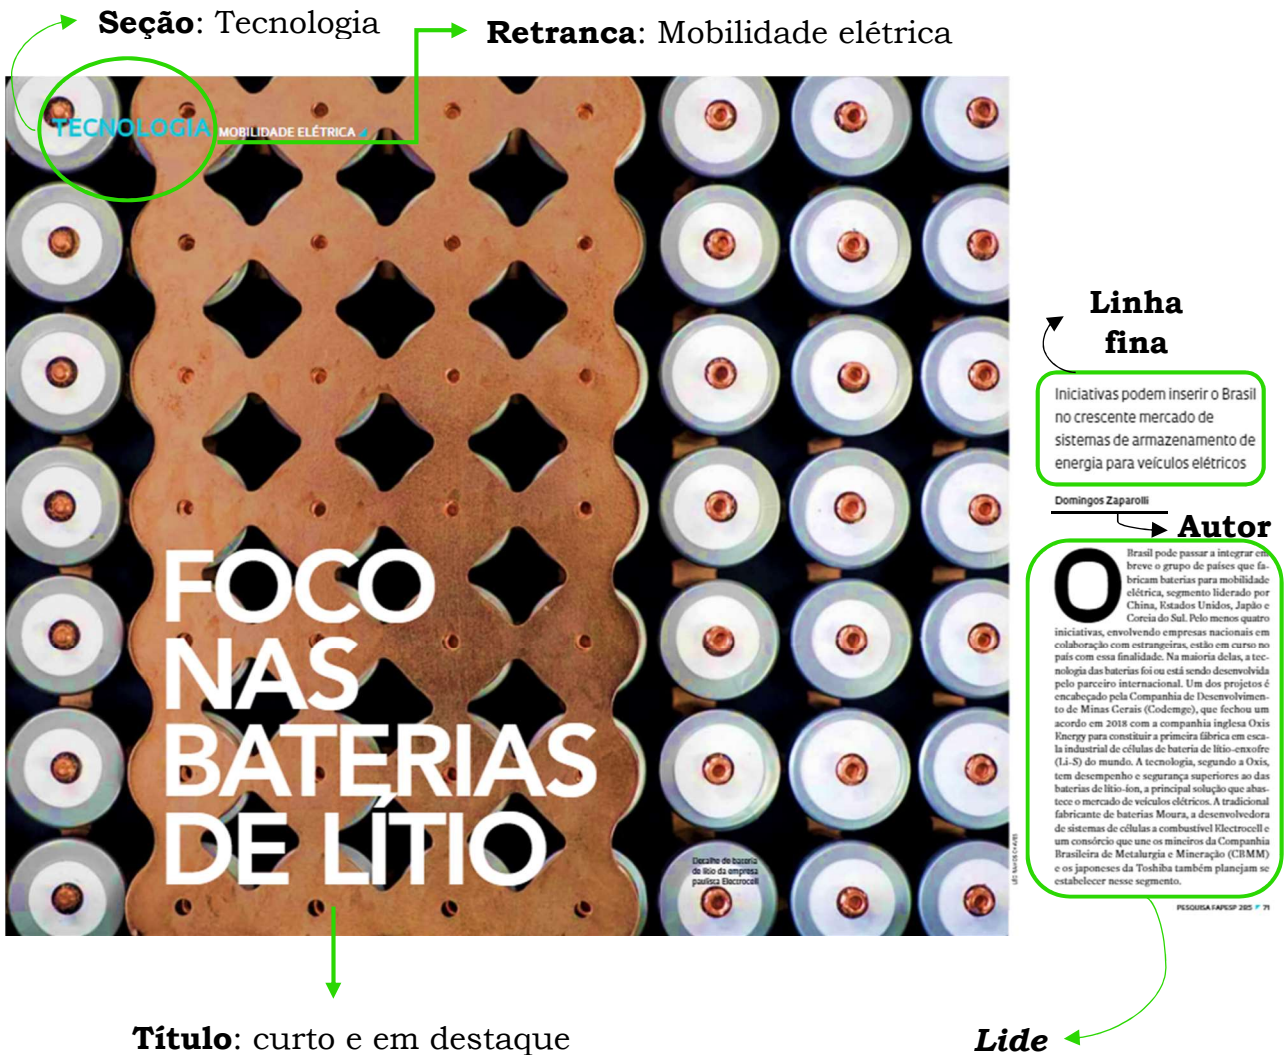 Seção: Tecnologia
Retranca: Mobilidade elétrica
TECNOLOGIA MOBILIDADE ELÉTRICA
Linha
fina
Iniciativas podem inserir o Brasil
no crescente mercado de
sistemas de armazenamento de
energia para veículos elétricos
Domingos Zaparolli
Autor
O Brasil pode passar a integrar em
breve o grupo de países que fa-
bricam baterias para mobilidade
elétrica, segmento liderado por
China, Estados Unidos, Japão e
Coreia do Sul. Pelo menos quatro
iniciativas, envolvendo empresas nacionais em
colaboração com estrangeiras, estão em curso no
país com essa finalidade. Na maioria delas, a tec-
nologia das baterias foi ou está sendo desenvolvida
pelo parceiro internacional. Um dos projetos é
encabeçado pela Companhia de Desenvolvimen-
to de Minas Gerais (Codemge), que fechou um
acordo em 2018 com a companhia inglesa Oxis
Energy para constituir a primeira fábrica em esca-
la industrial de células de bateria de lítio-enxofre
(Li-S) do mundo. A tecnologia, segundo a Oxis,
tem desempenho e segurança superiores ao das
baterias de lítio-íon, a principal solução que abas-
tece o mercado de veículos elétricos. A tradicional
fabricante de baterias Moura, a desenvolvedora
de sistemas de células a combustível Electrocell e
um consórcio que une os mineiros da Companhia
Brasileira de Metalurgia e Mineração (CBMM)
e os japoneses da Toshiba também planejam se
estabelecer nesse segmento.
FOCO
NAS
BATERIAS
DE LÍTIO
Detalhe de bateria
de lítio da empresa
paulista Electrocell
LÉO RAMOS CHAVES
PESQUISA FAPESP 285 71
Título: curto e em destaque
Lide